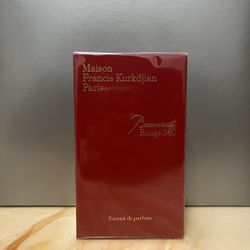 Maison
Francis Kurkdjian
Paris
Baccarat
Rouge 540
Extrait de parfum